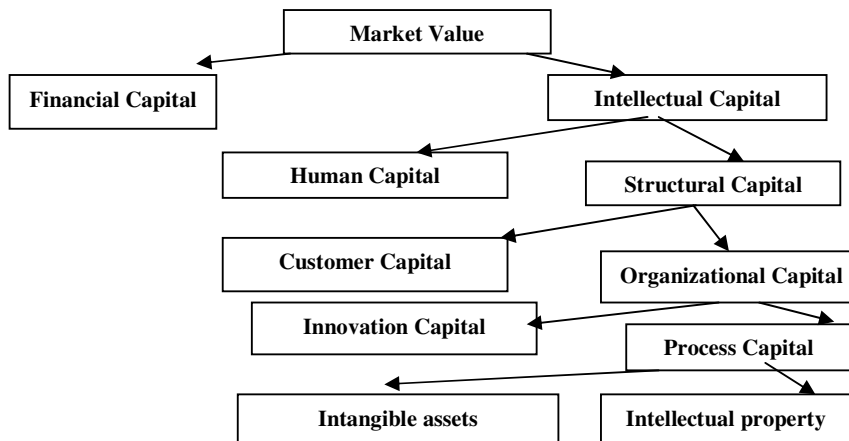 Market Value
Financial Capital
Intellectual Capital
Human Capital
Structural Capital
Customer Capital
Organizational Capital
Innovation Capital
Process Capital
Intangible assets
Intellectual property